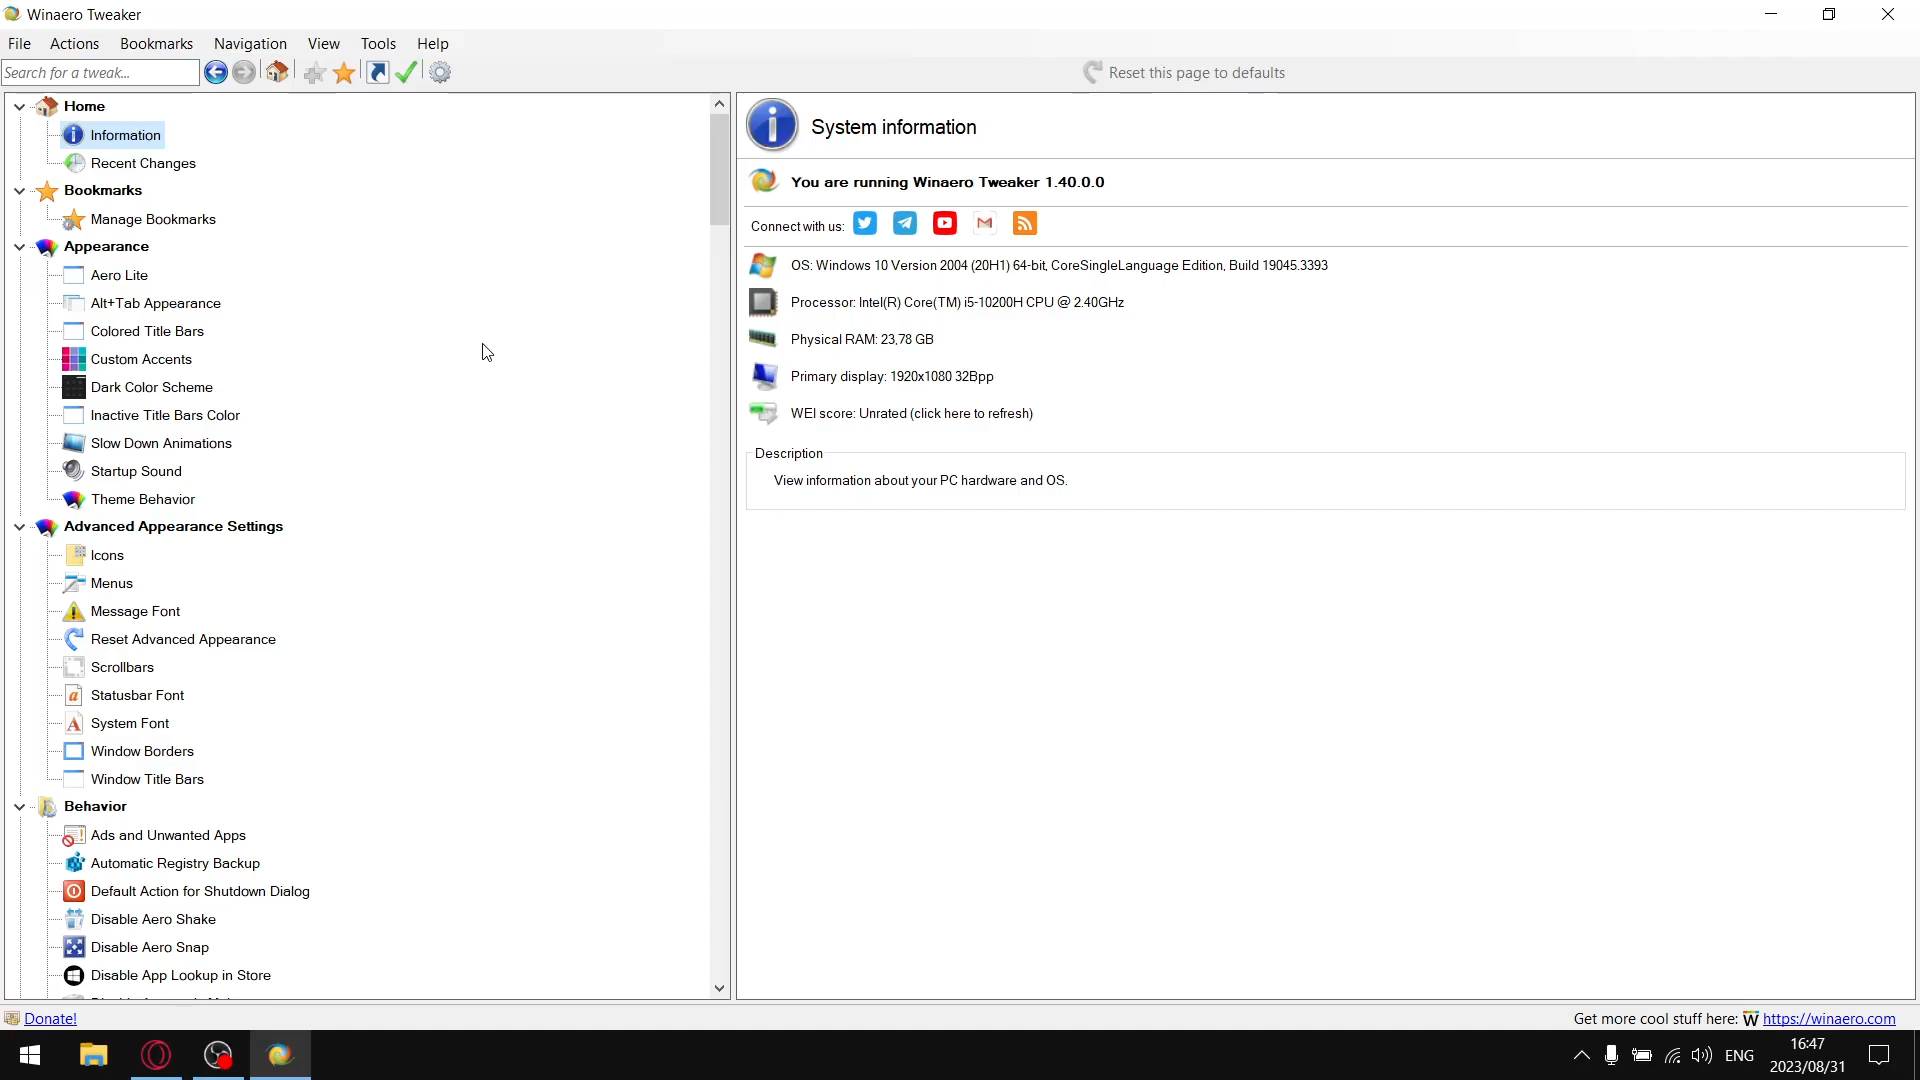 Winaero Tweaker
File Actions Bookmarks Navigation View Tools Help
Search for a tweak...
Reset this page to defaults
Home
Information
Recent Changes
Bookmarks
Manage Bookmarks
Appearance
Aero Lite
Alt+Tab Appearance
Colored Title Bars
Custom Accents
Dark Color Scheme
Inactive Title Bars Color
Slow Down Animations
Startup Sound
Theme Behavior
Advanced Appearance Settings
Icons
Menus
Message Font
Reset Advanced Appearance
Scrollbars
Statusbar Font
System Font
Window Borders
Window Title Bars
Behavior
Ads and Unwanted Apps
Automatic Registry Backup
Default Action for Shutdown Dialog
Disable Aero Shake
Disable Aero Snap
Disable App Lookup in Store
System information
You are running Winaero Tweaker 1.40.0.0
Connect with us:
OS: Windows 10 Version 2004 (20H1) 64-bit, CoreSingleLanguage Edition, Build 19045.3393
Processor: Intel(R) Core(TM) i5-10200H CPU @ 2.40GHz
Physical RAM: 23,78 GB
Primary display: 1920x1080 32Bpp
WEI score: Unrated (click here to refresh)
Description
View information about your PC hardware and OS.
Donate!
Get more cool stuff here: W https://winaero.com
ENG
16:47
2023/08/31